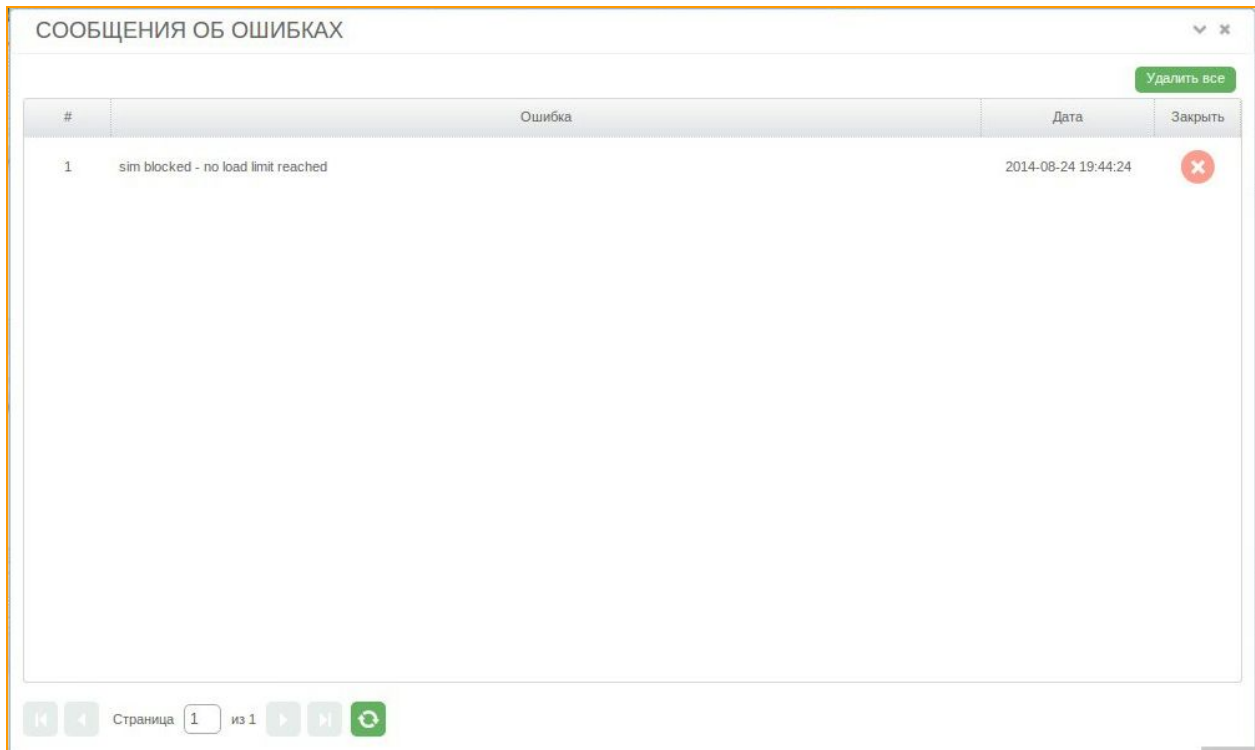 СООБЩЕНИЯ ОБ ОШИБКАХ
Удалить все
# Ошибка Дата Закрыть
1 sim blocked - no load limit reached 2014-08-24 19:44:24
Страница 1 из 1